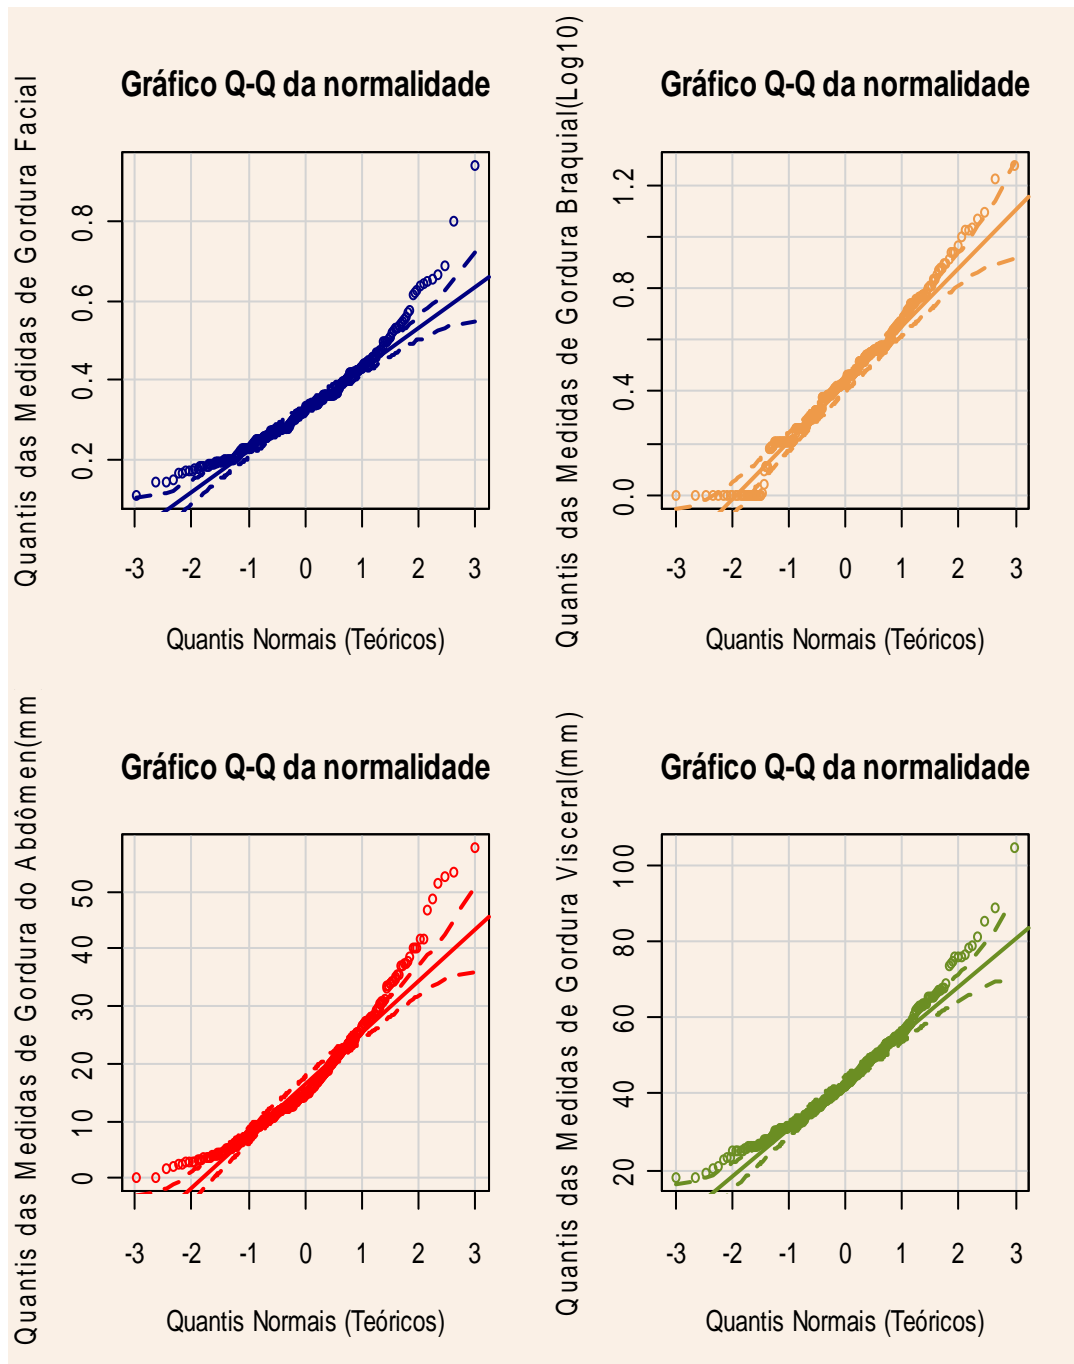 Gráfico Q-Q da normalidade
Quantis das Medidas de Gordura Facial
0.8
0.6
0.4
0.2
-3 -2 -1 0 1 2 3
Quantis Normais (Teóricos)
Gráfico Q-Q da normalidade
Quantis das Medidas de Gordura Braquial(Log10)
1.2
0.8
0.4
0.0
-3 -2 -1 0 1 2 3
Quantis Normais (Teóricos)
Gráfico Q-Q da normalidade
Quantis das Medidas de Gordura do Abdômen(mm
50
40
30
20
10
0
-3 -2 -1 0 1 2 3
Quantis Normais (Teóricos)
Gráfico Q-Q da normalidade
Quantis das Medidas de Gordura Visceral(mm)
100
80
60
40
20
-3 -2 -1 0 1 2 3
Quantis Normais (Teóricos)